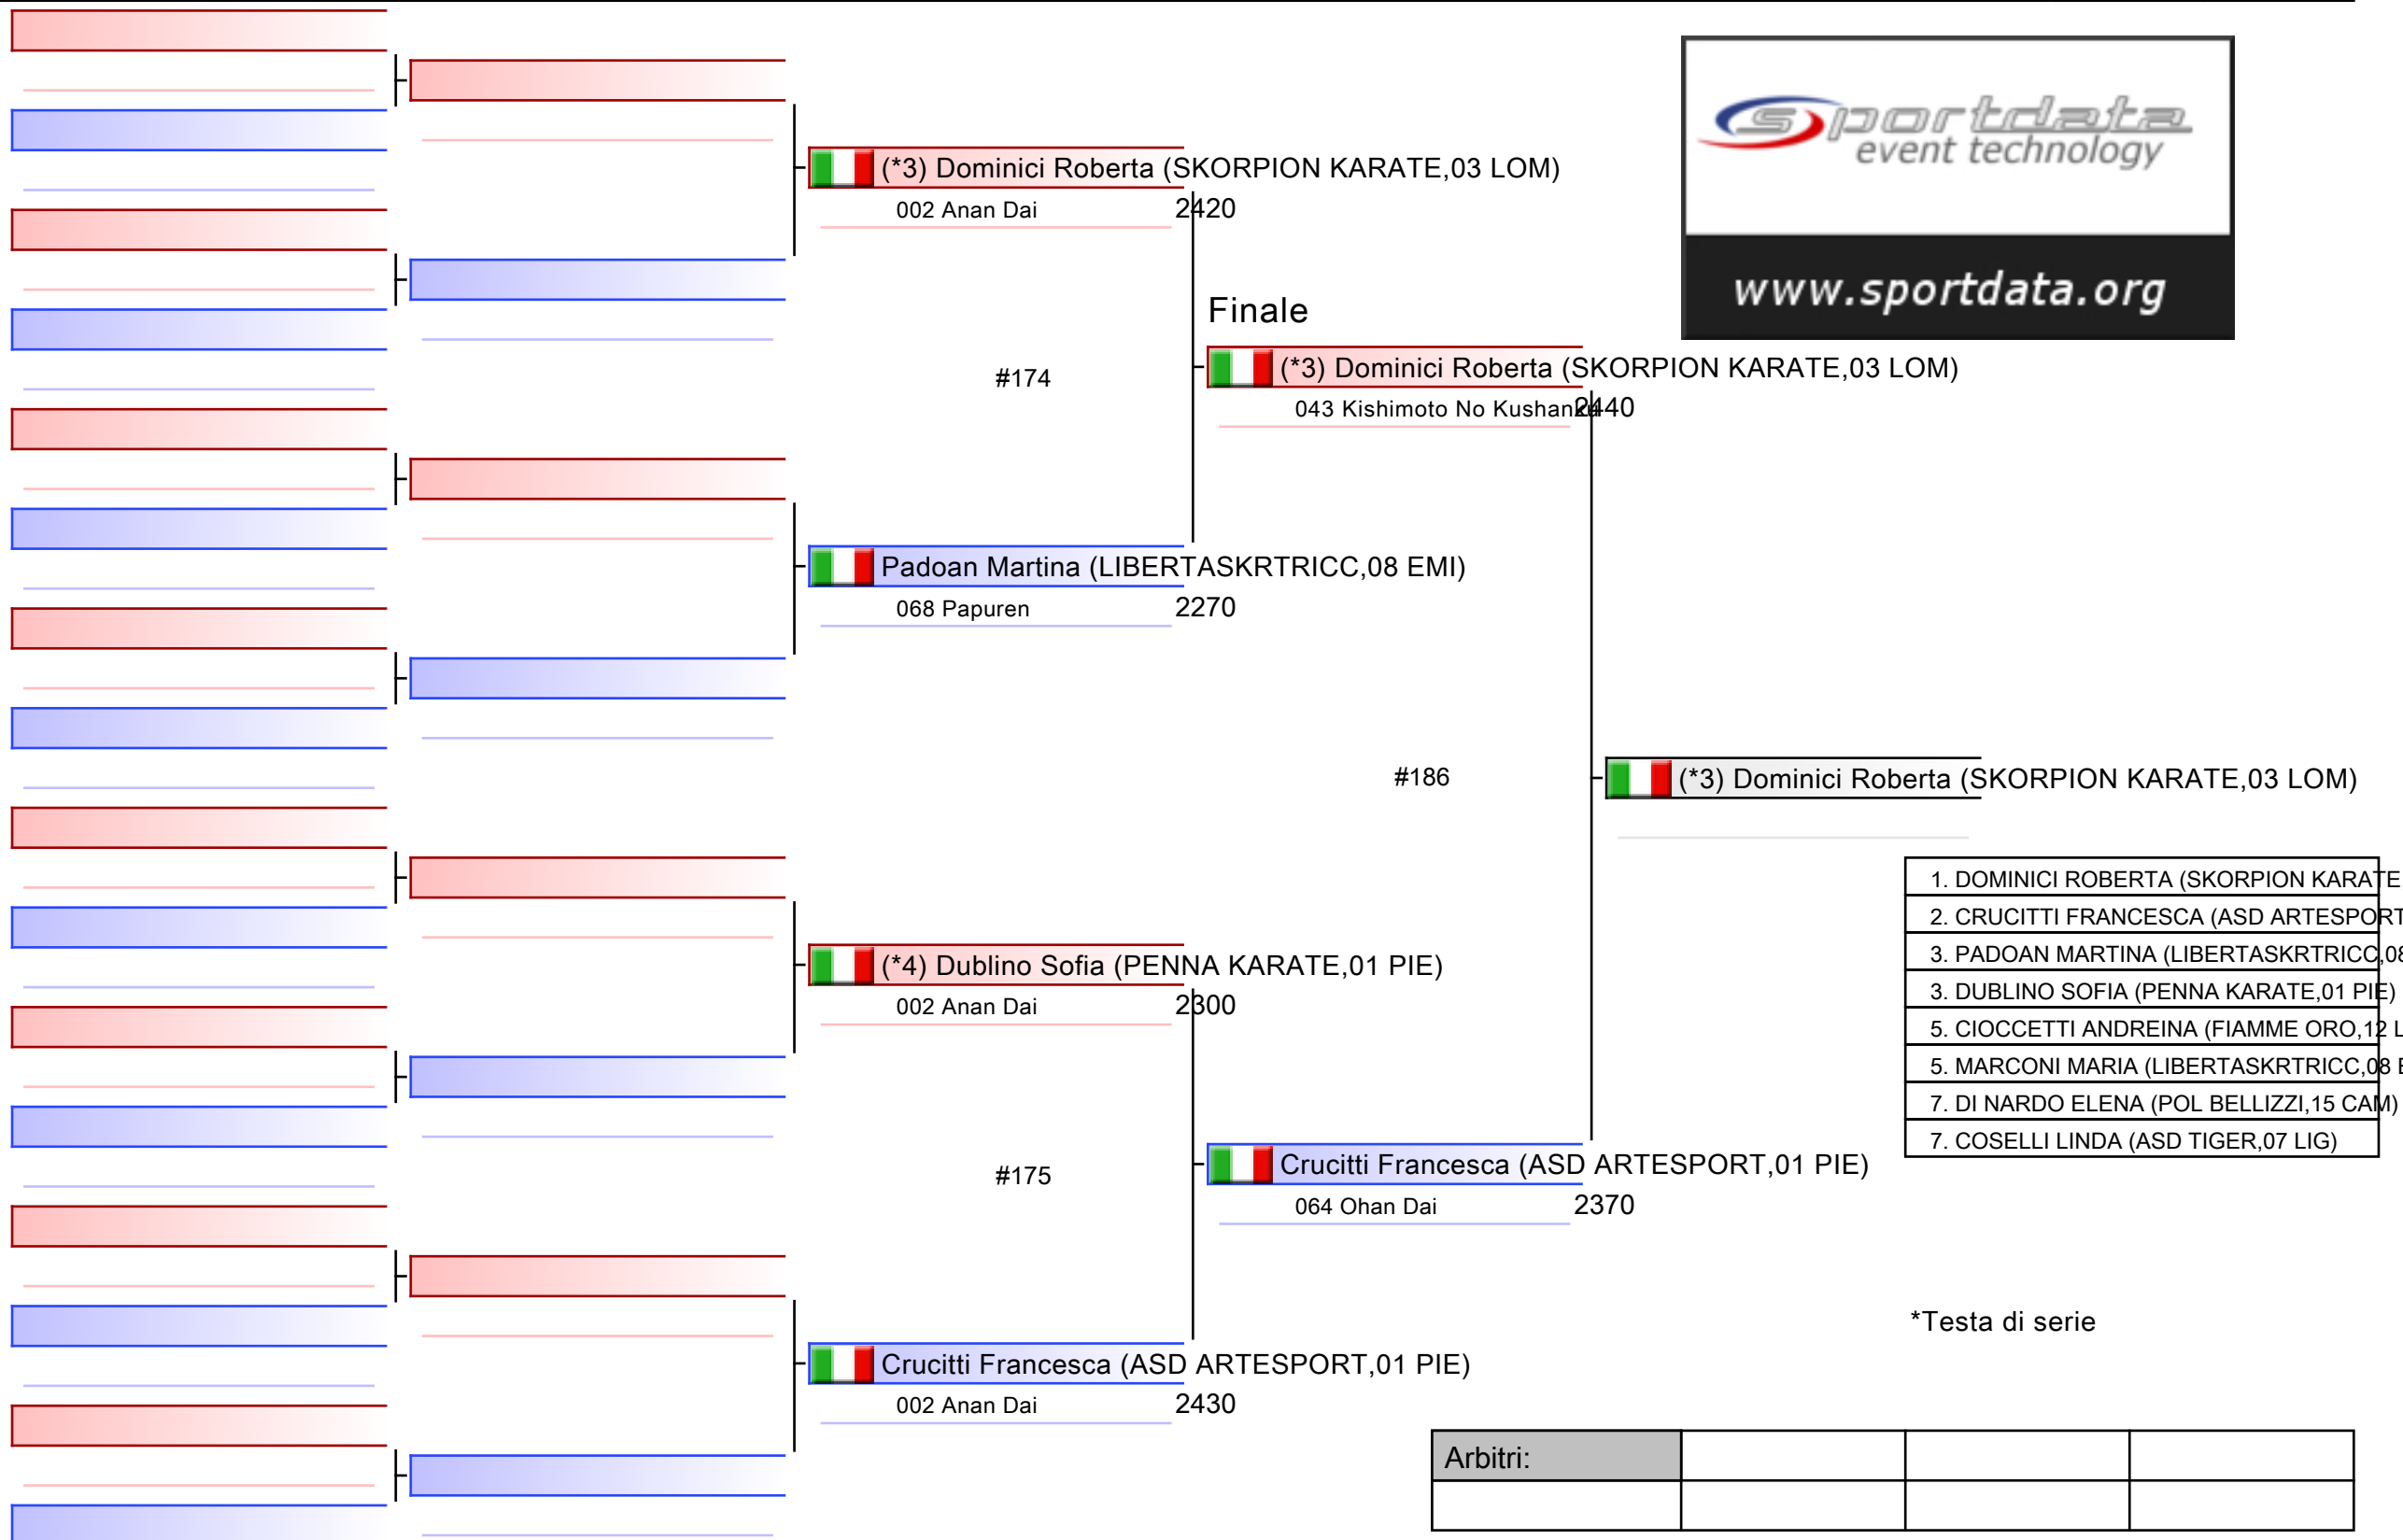 sportdata
event technology
www.sportdata.org
(*3) Dominici Roberta (SKORPION KARATE,03 LOM)
002 Anan Dai 2420
Finale
#174
(*3) Dominici Roberta (SKORPION KARATE,03 LOM)
043 Kishimoto No Kushanku 2440
Padoan Martina (LIBERTASKRTRICC,08 EMI)
068 Papuren 2270
#186
(*3) Dominici Roberta (SKORPION KARATE,03 LOM)
1. DOMINICI ROBERTA (SKORPION KARATE
2. CRUCITTI FRANCESCA (ASD ARTESPORT
3. PADOAN MARTINA (LIBERTASKRTRICC,08
3. DUBLINO SOFIA (PENNA KARATE,01 PIE)
5. CIOCCETTI ANDREINA (FIAMME ORO,12 L
5. MARCONI MARIA (LIBERTASKRTRICC,08 E
7. DI NARDO ELENA (POL BELLIZZI,15 CAM)
7. COSELLI LINDA (ASD TIGER,07 LIG)
(*4) Dublino Sofia (PENNA KARATE,01 PIE)
002 Anan Dai 2300
#175
Crucitti Francesca (ASD ARTESPORT,01 PIE)
064 Ohan Dai 2370
*Testa di serie
Crucitti Francesca (ASD ARTESPORT,01 PIE)
002 Anan Dai 2430
Arbitri: